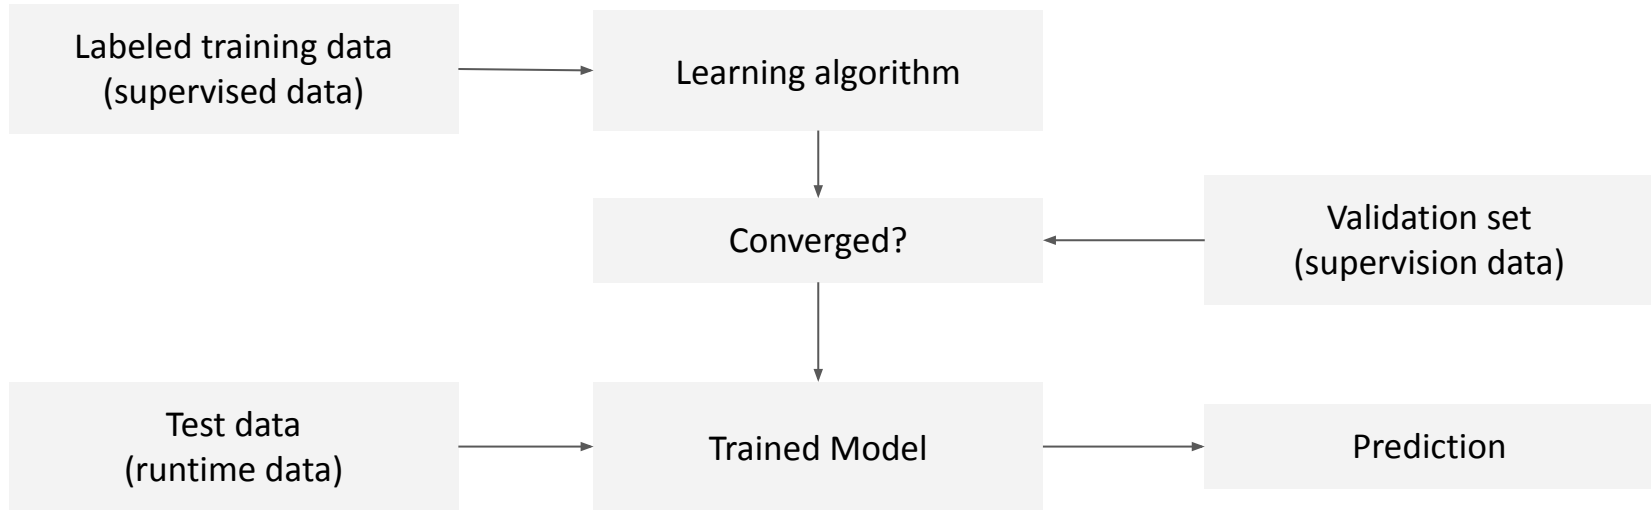 Labeled training data
(supervised data)
Learning algorithm
Converged?
Validation set
(supervision data)
Test data
(runtime data)
Trained Model
Prediction